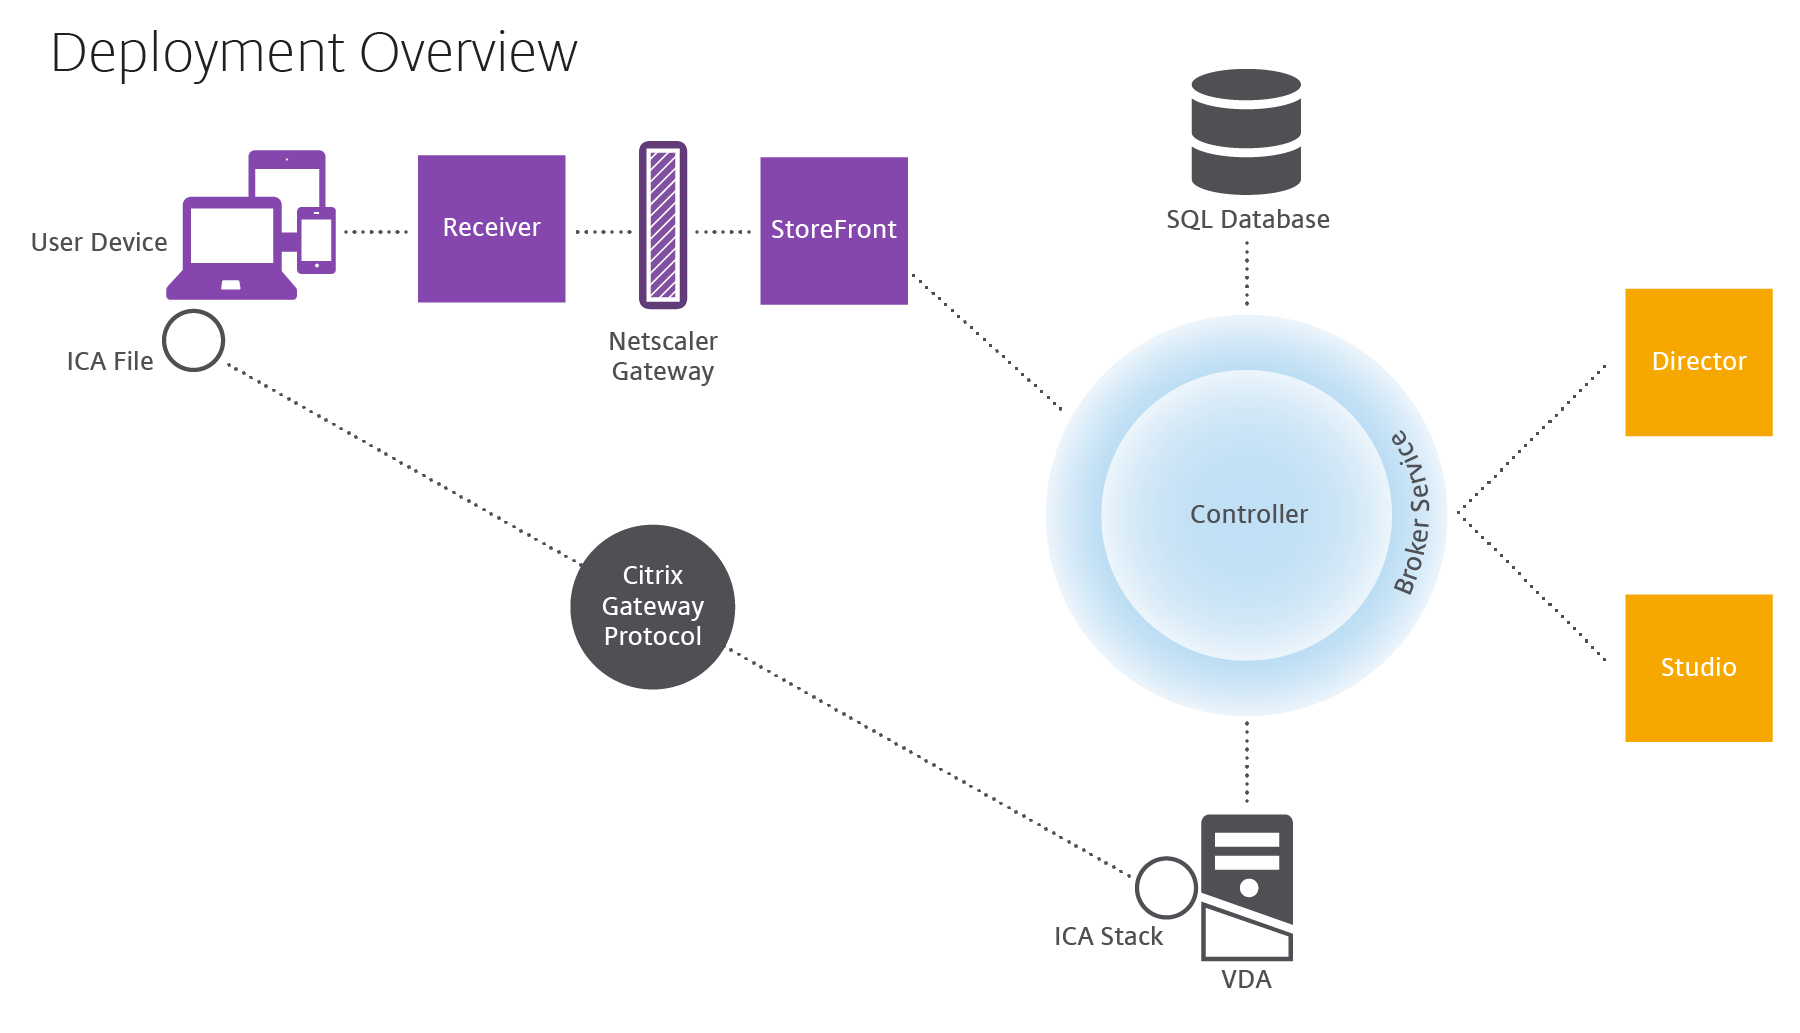 Deployment Overview
SQL Database
User Device
Receiver
StoreFront
Netscaler
Gateway
ICA File
Director
Controller
Broker Service
Citrix
Gateway
Protocol
Studio
ICA Stack
VDA